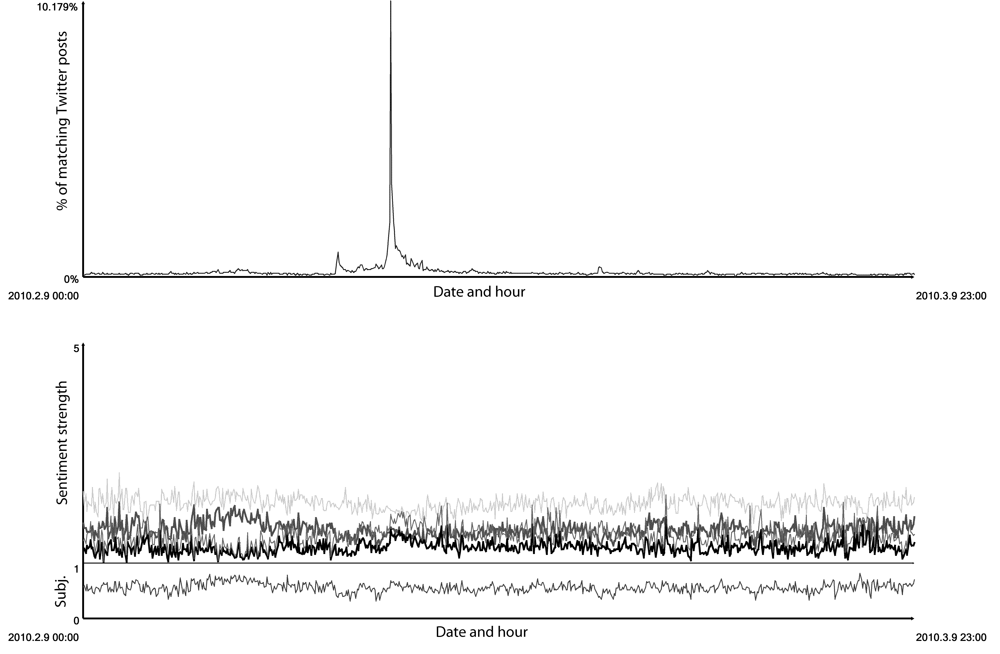 10.179%
% of matching Twitter posts
0%
2010.2.9 00:00
Date and hour
2010.3.9 23:00
5
Sentiment strength
1
Subj.
0
2010.2.9 00:00
Date and hour
2010.3.9 23:00